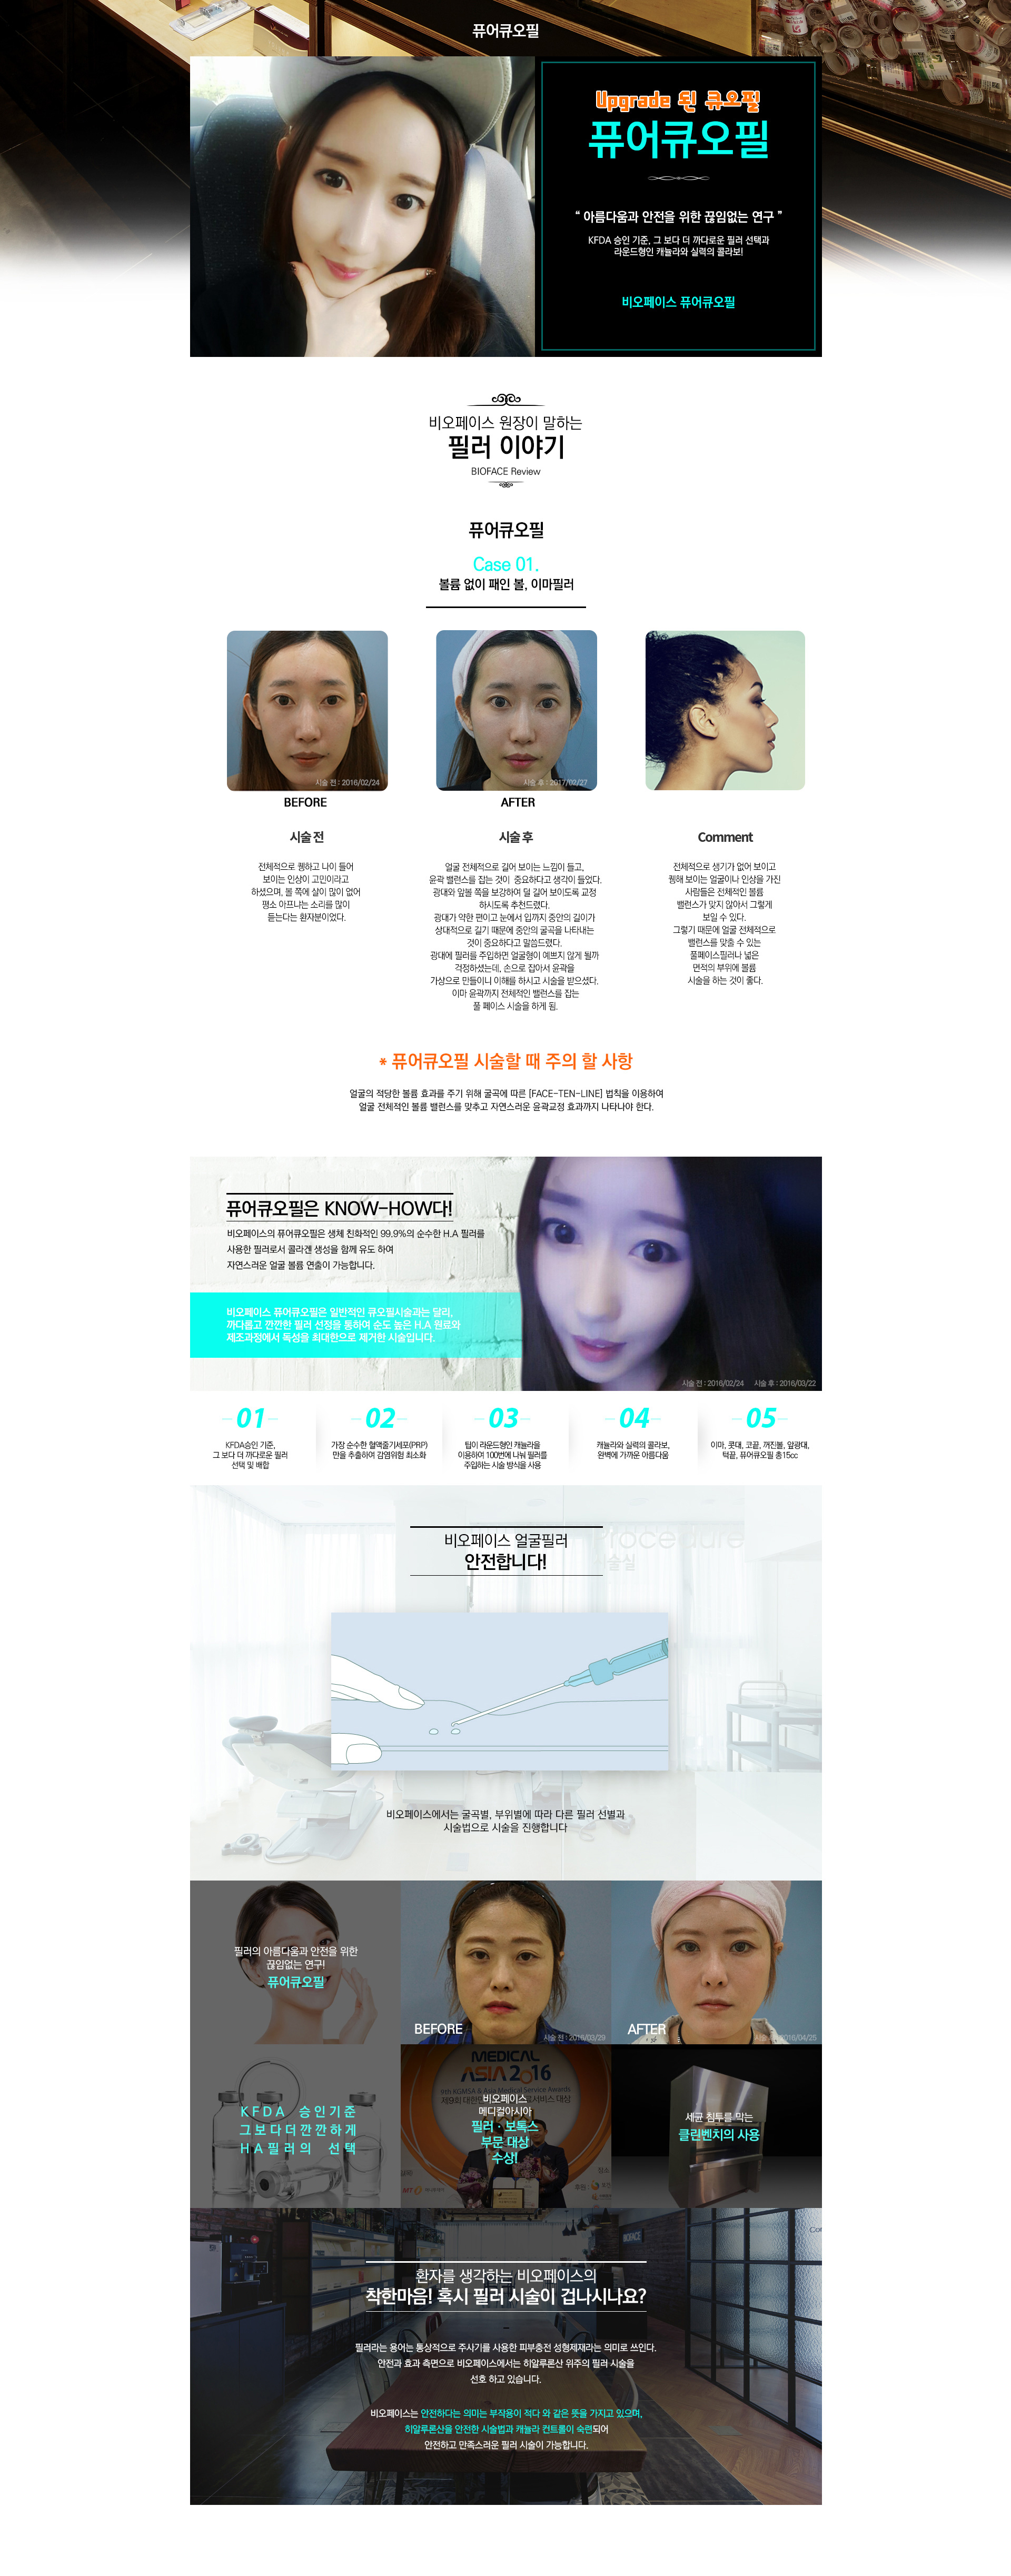 퓨어큐오필
Upgrade 된 큐오필
퓨어큐오필
“ 아름다움과 안전을 위한 끊임없는 연구 ”
KFDA 승인 기준, 그 보다 더 까다로운 필러 선택과
라운드형인 캐뉼라와 실력의 콜라보!
비오페이스 퓨어큐오필
비오페이스 원장이 말하는
필러 이야기
BIOFACE Review
퓨어큐오필
Case 01.
볼륨 없이 패인 볼, 이마필러
시술 전 : 2016/02/24
시술 후 : 2017/02/27
BEFORE
AFTER
시술 전
전체적으로 퀭하고 나이 들어
보이는 인상이 고민이라고
하셨으며, 볼 쪽에 살이 많이 없어
평소 아프냐는 소리를 많이
듣는다는 환자분이었다.
시술 후
얼굴 전체적으로 길어 보이는 느낌이 들고,
윤곽 밸런스를 잡는 것이 중요하다고 생각이 들었다.
광대와 앞볼 쪽을 보강하여 덜 길어 보이도록 교정
하시도록 추천드렸다.
광대가 약한 편이고 눈에서 입까지 중안의 길이가
상대적으로 길기 때문에 중안의 굴곡을 나타내는
것이 중요하다고 말씀드렸다.
광대에 필러를 주입하면 얼굴형이 예쁘지 않게 될까
걱정하셨는데, 손으로 잡아서 윤곽을
가상으로 만들이니 이해를 하시고 시술을 받으셨다.
이마 윤곽까지 전체적인 밸런스를 잡는
풀 페이스 시술을 하게 됨.
Comment
전체적으로 생기가 없어 보이고
퀭해 보이는 얼굴이나 인상을 가진
사람들은 전체적인 볼륨
밸런스가 맞지 않아서 그렇게
보일 수 있다.
그렇기 때문에 얼굴 전체적으로
밸런스를 맞출 수 있는
풀페이스필러나 넓은
면적의 부위에 볼륨
시술을 하는 것이 좋다.
* 퓨어큐오필 시술할 때 주의 할 사항
얼굴의 적당한 볼륨 효과를 주기 위해 굴곡에 따른 [FACE-TEN-LINE] 법칙을 이용하여
얼굴 전체적인 볼륨 밸런스를 맞추고 자연스러운 윤곽교정 효과까지 나타나야 한다.
퓨어큐오필은 KNOW-HOW다!
비오페이스의 퓨어큐오필은 생체 친화적인 99.9%의 순수한 H.A 필러를
사용한 필러로서 콜라겐 생성을 함께 유도 하여
자연스러운 얼굴 볼륨 연출이 가능합니다.
비오페이스 퓨어큐오필은 일반적인 큐오필시술과는 달리,
까다롭고 깐깐한 필러 선정을 통하여 순도 높은 H.A 원료와
제조과정에서 독성을 최대한으로 제거한 시술입니다.
시술 전 : 2016/02/24 시술 후 : 2016/03/22
01
KFDA승인 기준,
그 보다 더 까다로운 필러
선택 및 배합
02
가장 순수한 혈액줄기세포(PRP)
만을 추출하여 감염위험 최소화
03
팁이 라운드형인 캐뉼라을
이용하여 100번에 나눠 필러를
주입하는 시술 방식을 사용
04
캐뉼라와 실력의 콜라보,
완벽에 가까운 아름다움
05
이마, 콧대, 코끝, 꺼진볼, 앞광대,
턱끝, 퓨어큐오필 총15cc
Procedure
시술실
비오페이스 얼굴필러
안전합니다!
비오페이스에서는 굴곡별, 부위별에 따라 다른 필러 선별과
시술법으로 시술을 진행합니다
필러의 아름다움과 안전을 위한
끊임없는 연구!
퓨어큐오필
BEFORE
시술 전 : 2016/03/29
AFTER
2016/04/25
KFDA 승인기준
그보다더깐깐하게
HA필러의 선택
MEDICAL
ASIA 2016
9th KGMSA & Asia Medical Service Awards
비오페이스
메디컬아시아
필러 · 보톡스
부문 대상
수상!
세균 침투를 막는
클린벤치의 사용
BIOFACE
환자를 생각하는 비오페이스의
착한마음! 혹시 필러 시술이 겁나시나요?
필러라는 용어는 통상적으로 주사기를 사용한 피부충전 성형제재라는 의미로 쓰인다.
안전과 효과 측면으로 비오페이스에서는 히알루론산 위주의 필러 시술을
선호 하고 있습니다.
비오페이스는 안전하다는 의미는 부작용이 적다 와 같은 뜻을 가지고 있으며,
히알루론산을 안전한 시술법과 캐뉼라 컨트롤이 숙련되어
안전하고 만족스러운 필러 시술이 가능합니다.